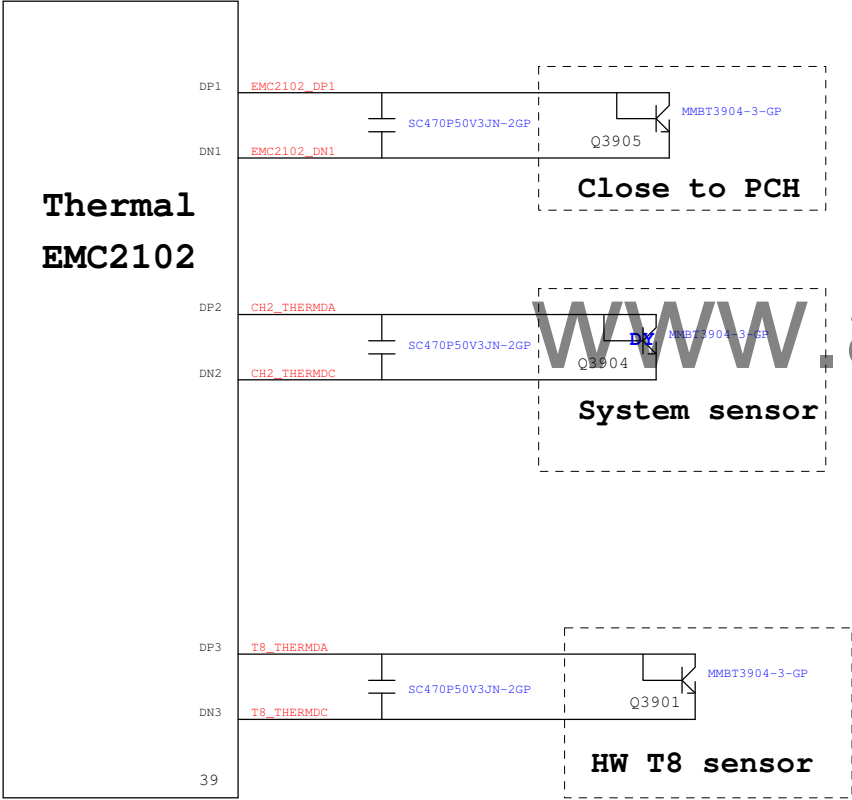 DP1 EMC2102_DP1
MMBT3904-3-GP
SC470P50V3JN-2GP
Q3905
DN1 EMC2102_DN1
Close to PCH
Thermal
EMC2102
DP2 CH2_THERMDA
www.a
DY MMBT3904-3-GP
SC470P50V3JN-2GP
Q3904
DN2 CH2_THERMDC
System sensor
DP3 T8_THERMDA
MMBT3904-3-GP
SC470P50V3JN-2GP
Q3901
DN3 T8_THERMDC
HW T8 sensor
39